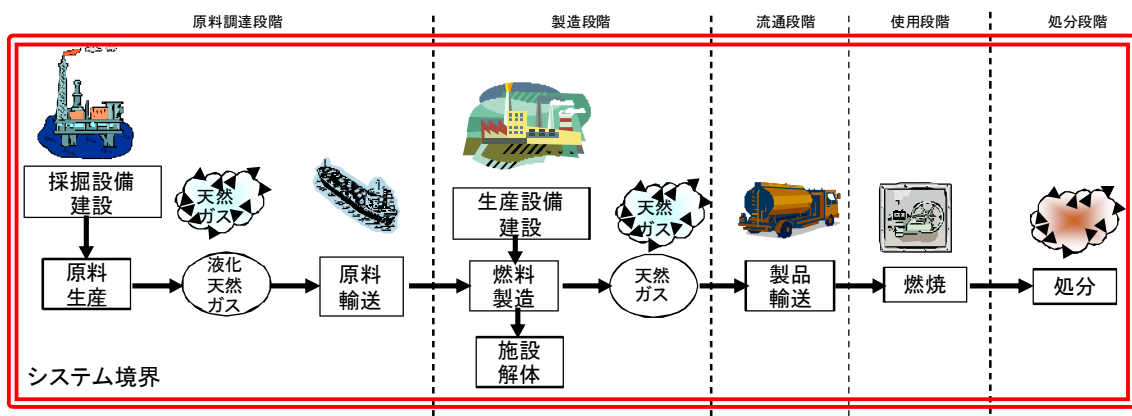 原料調達段階
製造段階
流通段階
使用段階
処分段階
採掘設備
建設
天然
ガス
生産設備
建設
天然
ガス
原料
生産
液化
天然
ガス
原料
輸送
燃料
製造
天然
ガス
製品
輸送
燃焼
処分
施設
解体
システム境界